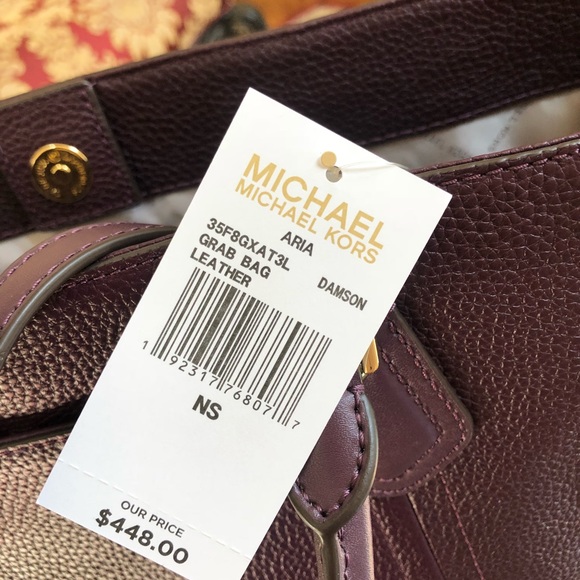 MICHAEL
MICHAEL KORS
ARIA
35F8GXAT3L
GRAB BAG
LEATHER DAMSON
1 92317 76807 7
NS
OUR PRICE
$448.00